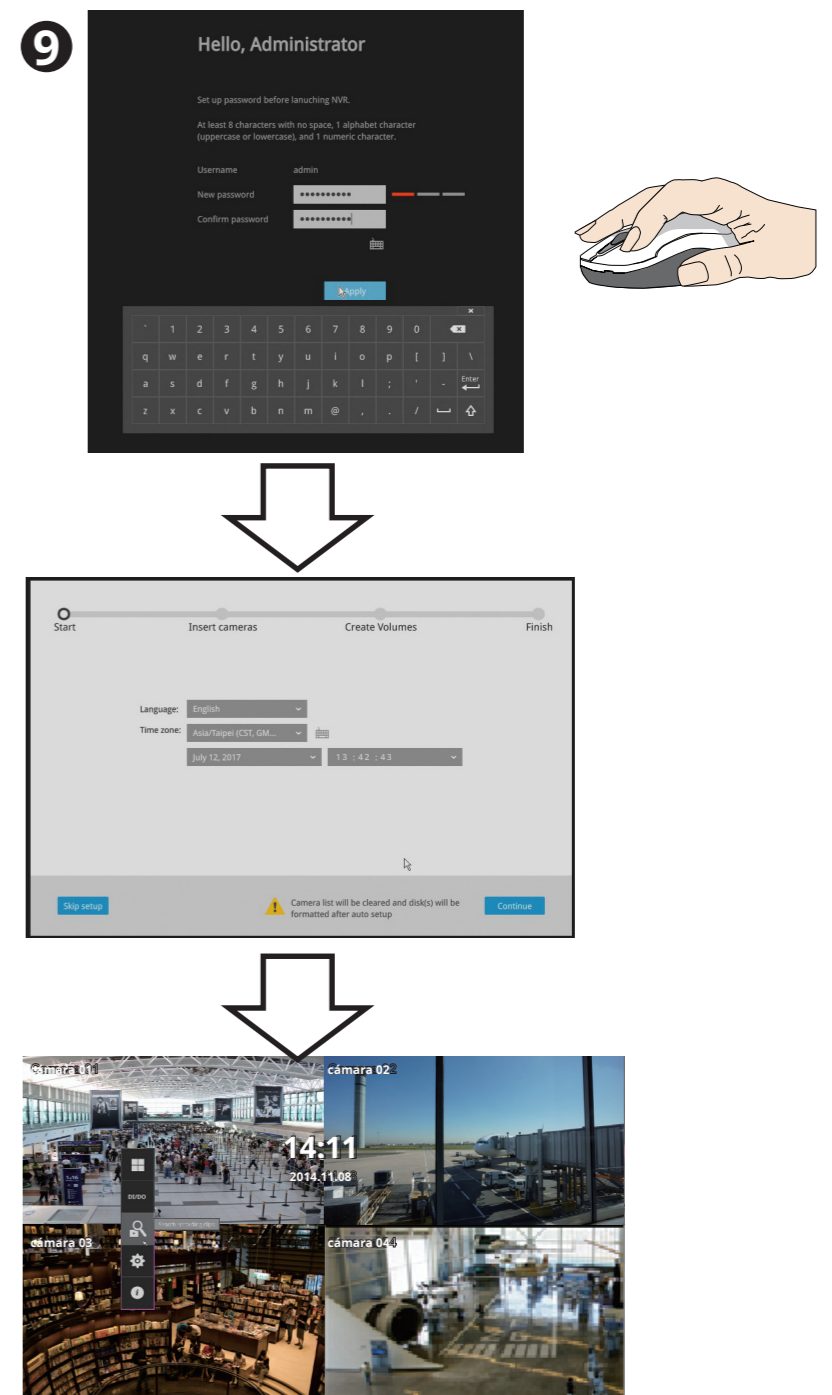 9
Hello, Administrator
Set up password before lanuching NVR.
At least 8 characters with no space, 1 alphabet character
(uppercase or lowercase), and 1 numeric character.
Username admin
New password ••••••••••
Confirm password ••••••••••
Apply
` 1 2 3 4 5 6 7 8 9 0
q w e r t y u i o p [ ] \
a s d f g h j k l ; ' - Enter
z x c v b n m @ , . /
Start Insert cameras Create Volumes Finish
Language: English
Time zone: Asia/Taipei (CST, GM...
July 12, 2017 13 : 42 : 43
Skip setup
Camera list will be cleared and disk(s) will be
formatted after auto setup
Continue
cámara 02
14:11
2014.11.08
DI/DO
Search recording clips
cámara 03
cámara 044